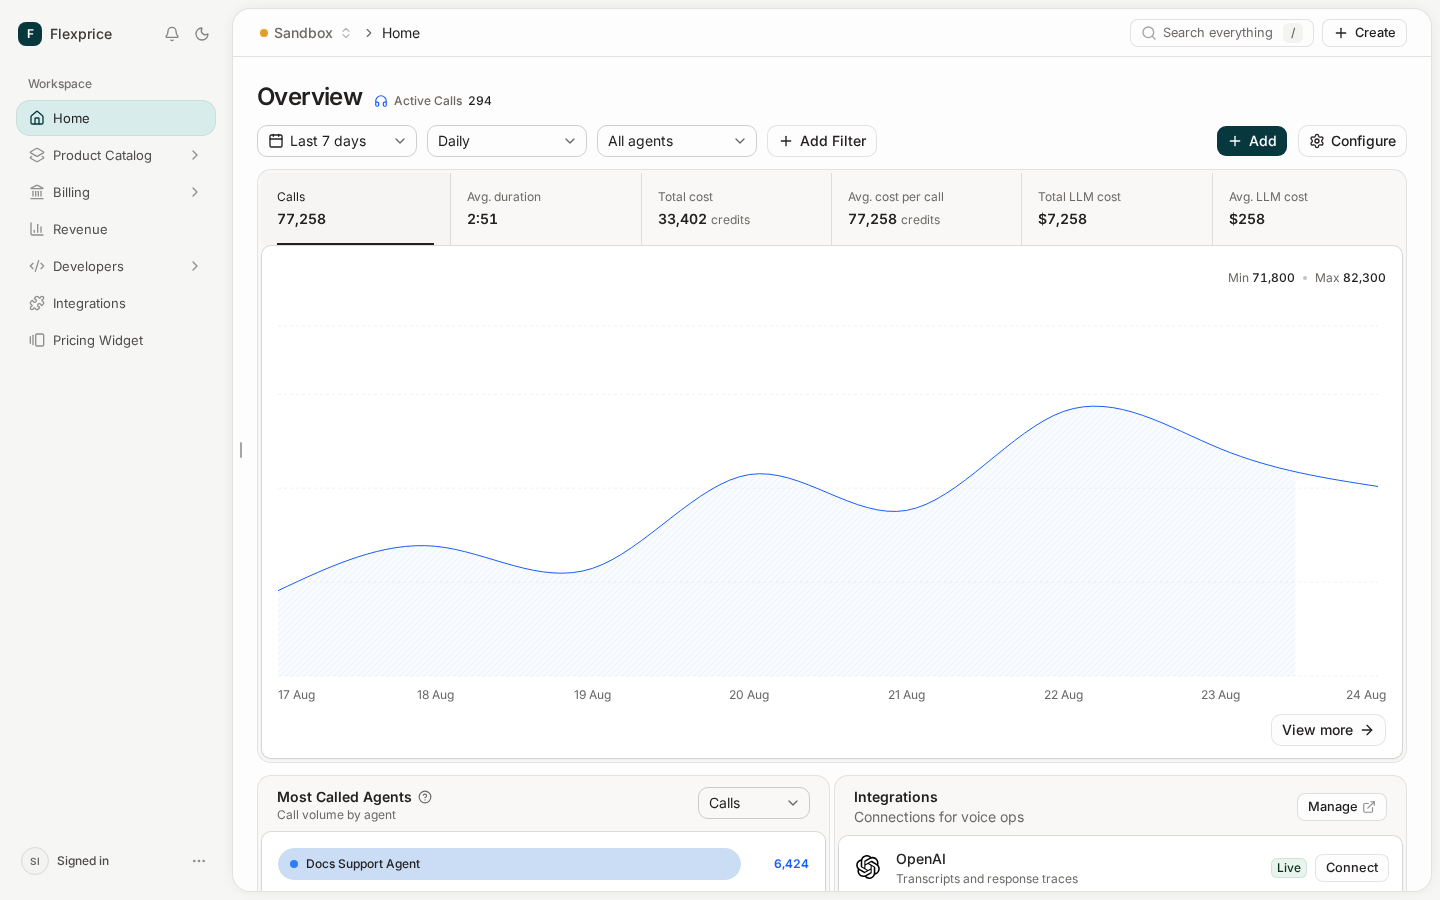 F Flexprice
Workspace
Home
Product Catalog
Billing
Revenue
Developers
Integrations
Pricing Widget
SI Signed in
Sandbox Home
Search everything /
Create
Overview Active Calls 294
Last 7 days
Daily
All agents
Add Filter
Add
Configure
Calls
77,258
Avg. duration
2:51
Total cost
33,402 credits
Avg. cost per call
77,258 credits
Total LLM cost
$7,258
Avg. LLM cost
$258
Min 71,800 • Max 82,300
17 Aug 18 Aug 19 Aug 20 Aug 21 Aug 22 Aug 23 Aug 24 Aug
View more
Most Called Agents
Call volume by agent
Calls
Docs Support Agent 6,424
Integrations
Connections for voice ops
Manage
OpenAI
Transcripts and response traces
Live
Connect